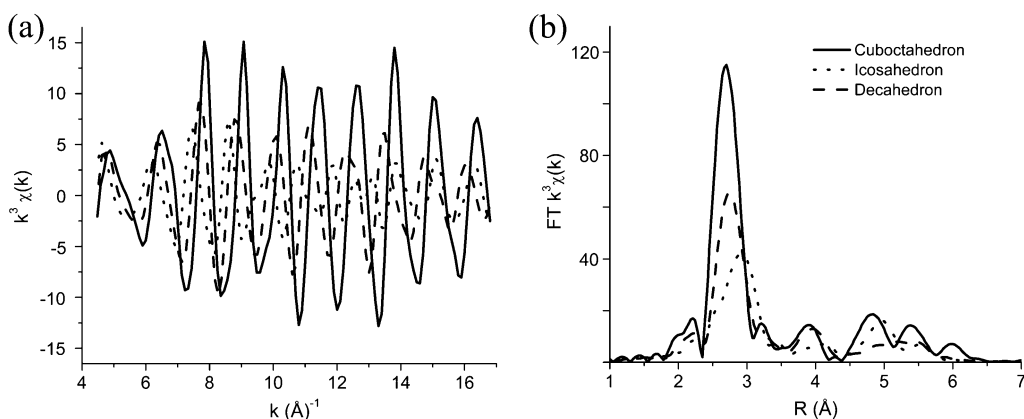 (a)
15
10
5
0
-5
-10
-15
k³ χ(k)
4 6 8 10 12 14 16
k (Å)⁻¹
(b)
120
80
40
FT k³χ(k)
Cuboctahedron
Icosahedron
Decahedron
1 2 3 4 5 6 7
R (Å)